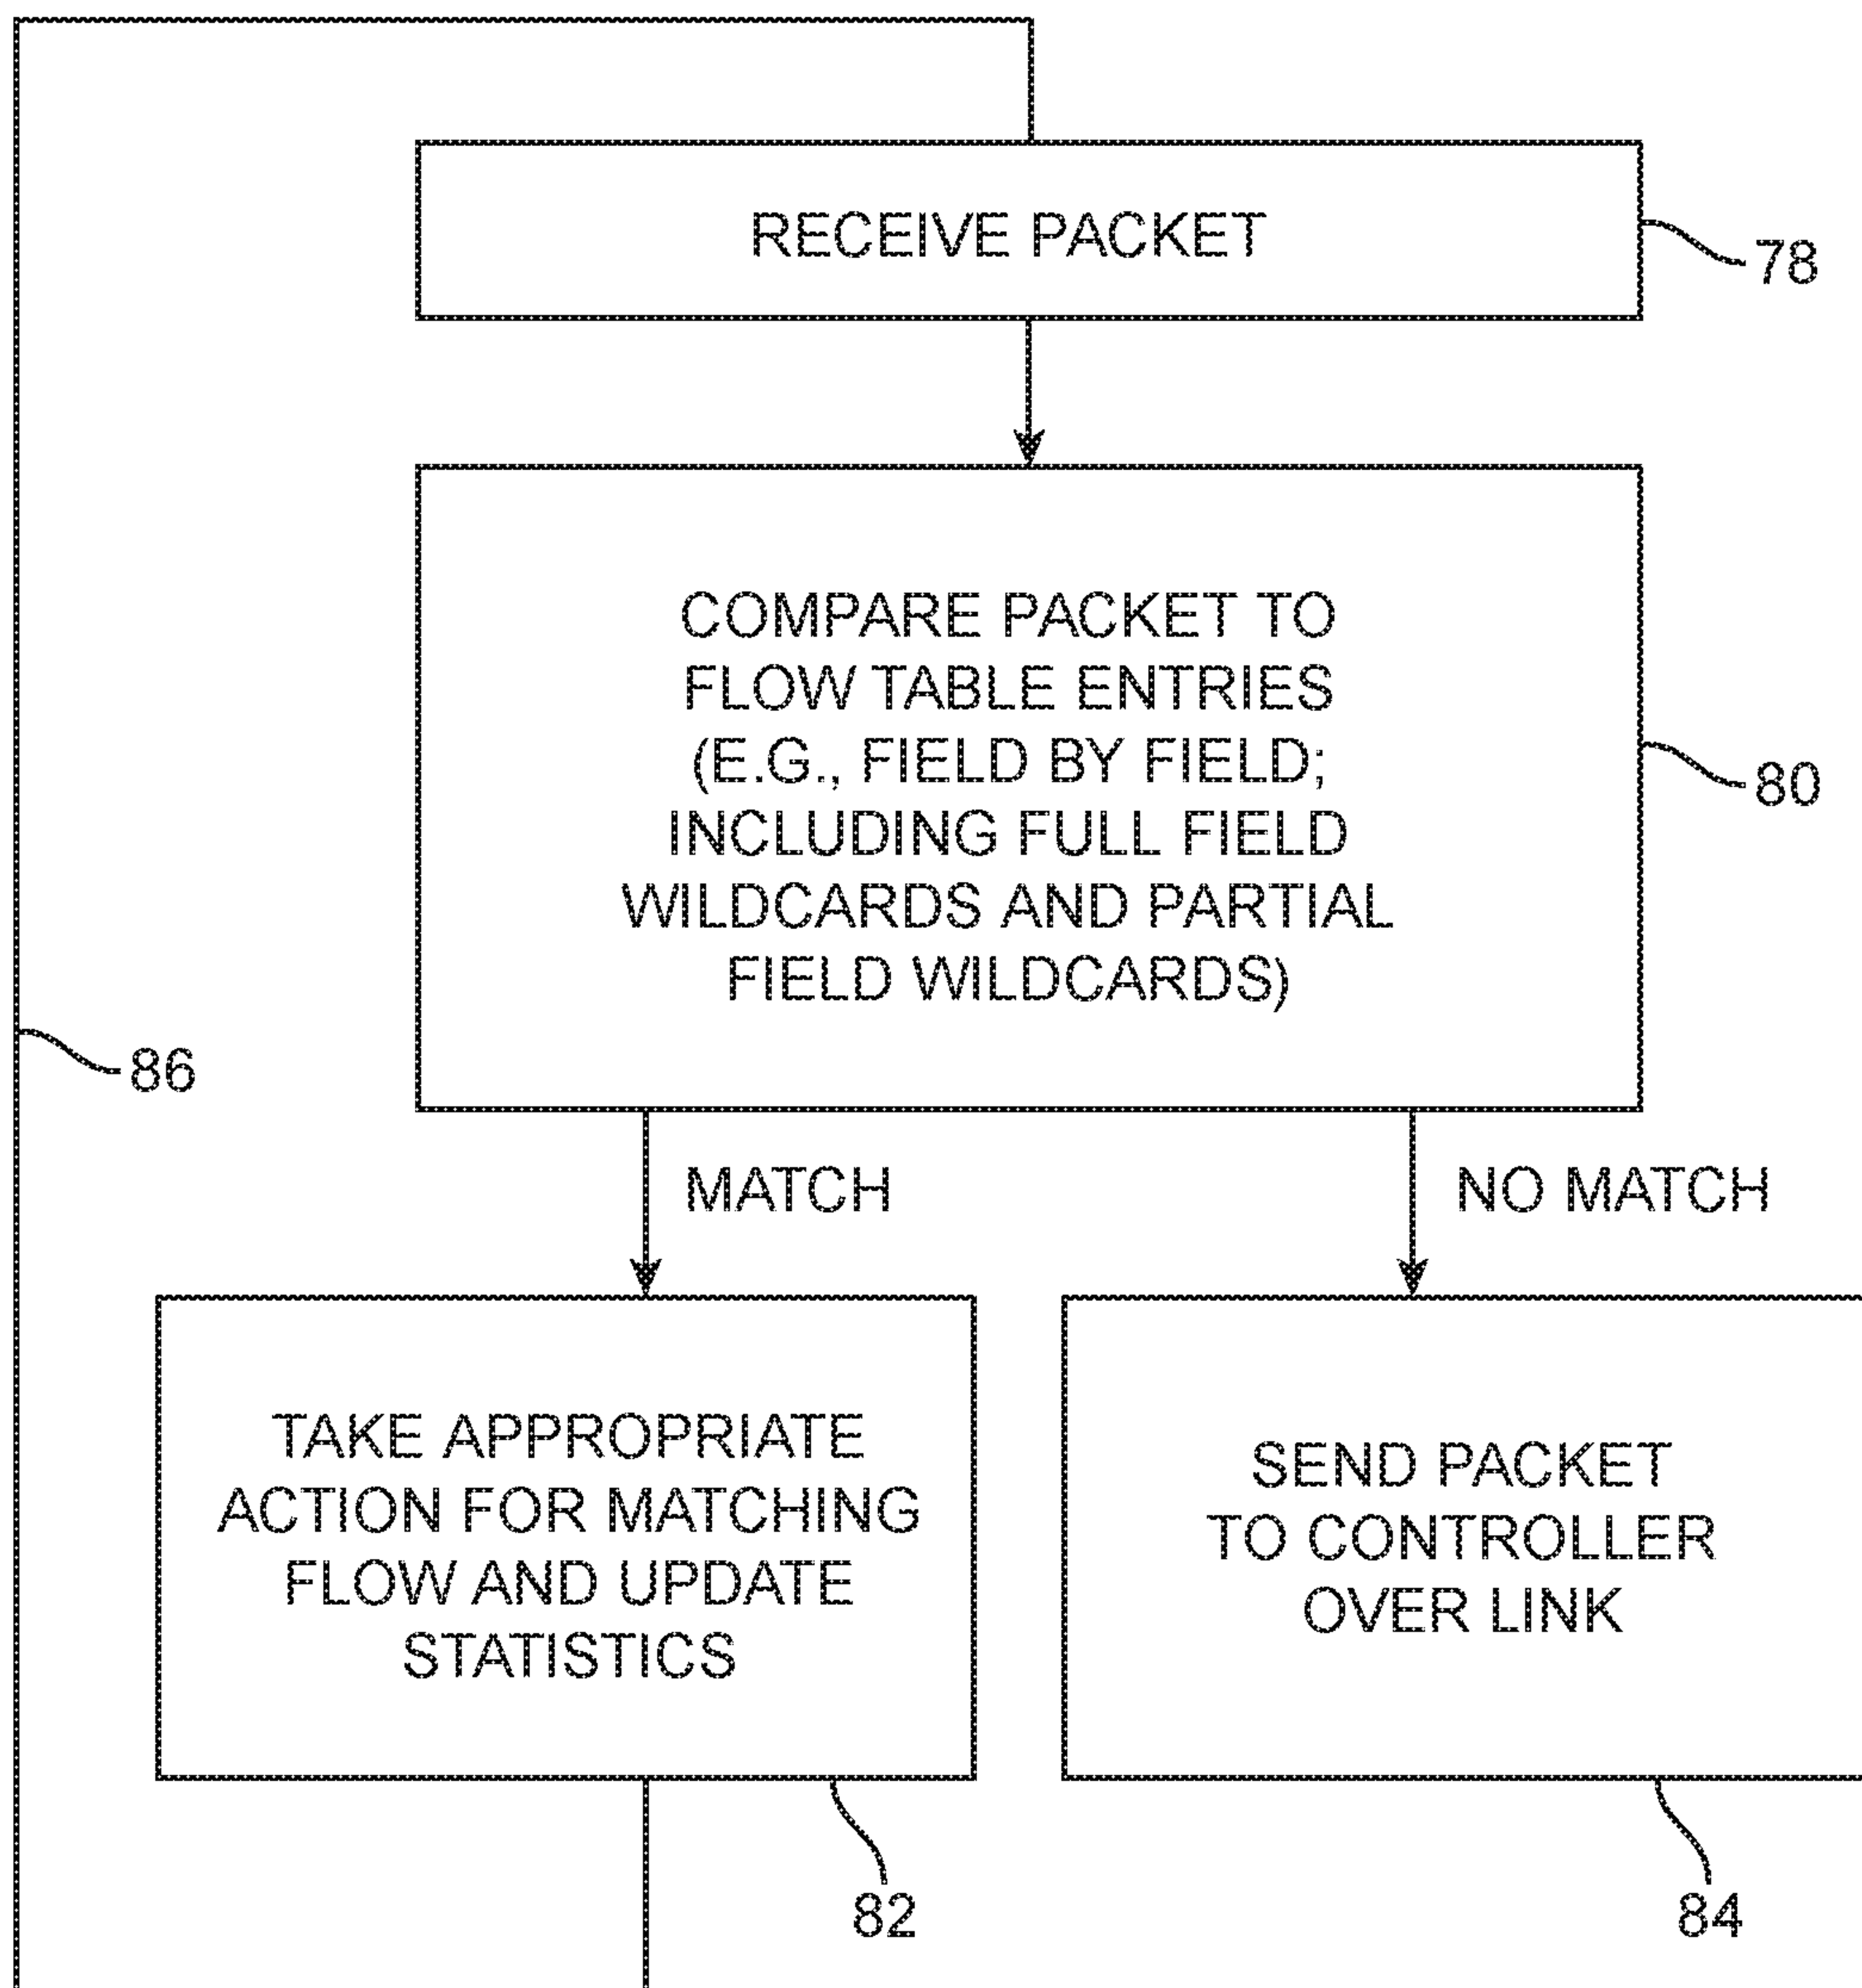 RECEIVE PACKET
78
COMPARE PACKET TO
FLOW TABLE ENTRIES
(E.G., FIELD BY FIELD;
INCLUDING FULL FIELD
WILDCARDS AND PARTIAL
FIELD WILDCARDS)
80
86
MATCH
NO MATCH
TAKE APPROPRIATE
ACTION FOR MATCHING
FLOW AND UPDATE
STATISTICS
SEND PACKET
TO CONTROLLER
OVER LINK
82
84